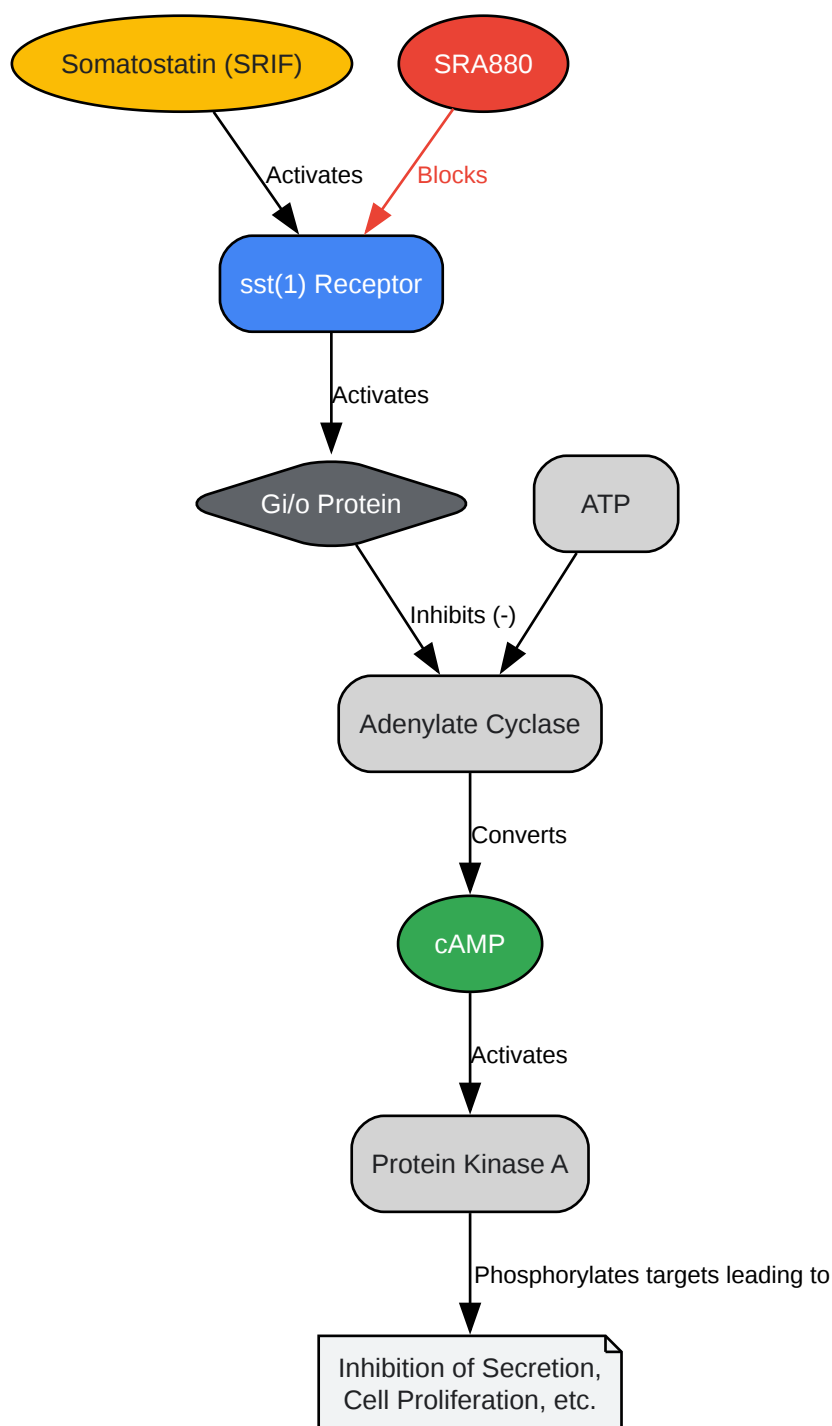 Somatostatin (SRIF)
SRA880
Activates
Blocks
sst(1) Receptor
Activates
Gi/o Protein
ATP
Inhibits (-)
Adenylate Cyclase
Converts
cAMP
Activates
Protein Kinase A
Phosphorylates targets leading to
Inhibition of Secretion,
Cell Proliferation, etc.